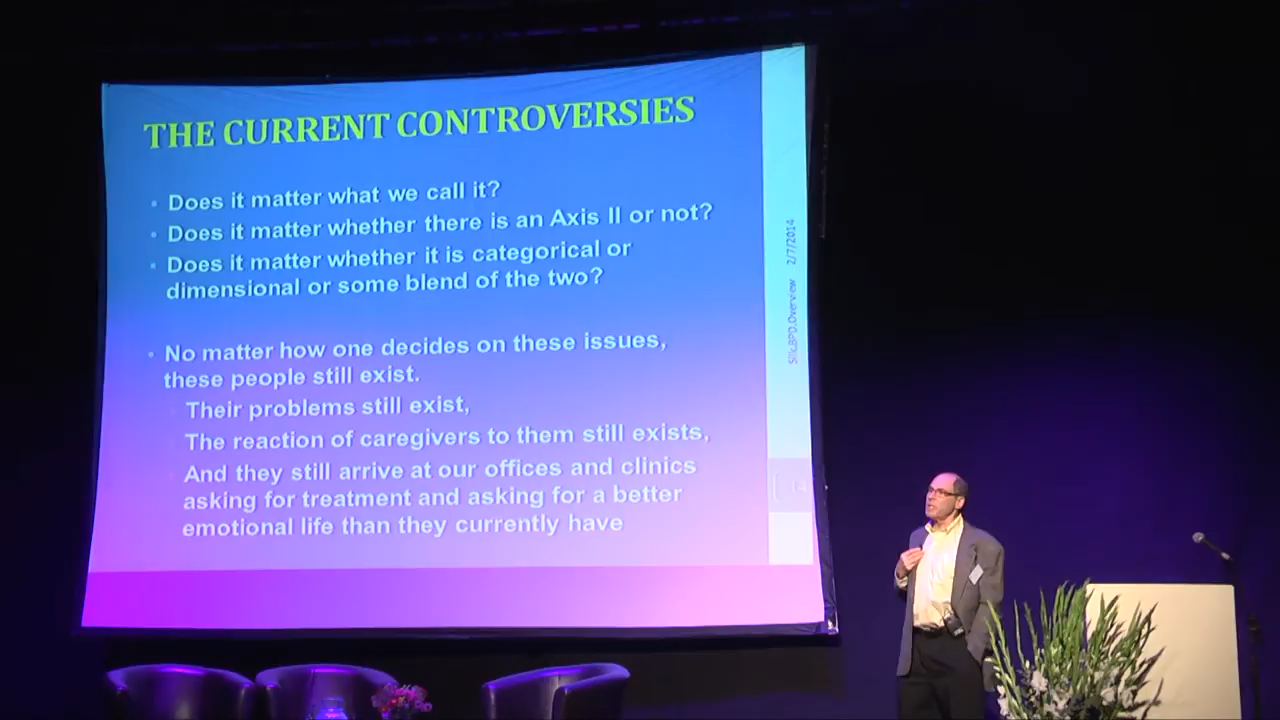 THE CURRENT CONTROVERSIES
Does it matter what we call it?
Does it matter whether there is an Axis II or not?
Does it matter whether it is categorical or
dimensional or some blend of the two?
No matter how one decides on these issues,
these people still exist.
Their problems still exist,
The reaction of caregivers to them still exists,
And they still arrive at our offices and clinics
asking for treatment and asking for a better
emotional life than they currently have
Silk.BPD.Overview 2/7/2014
14